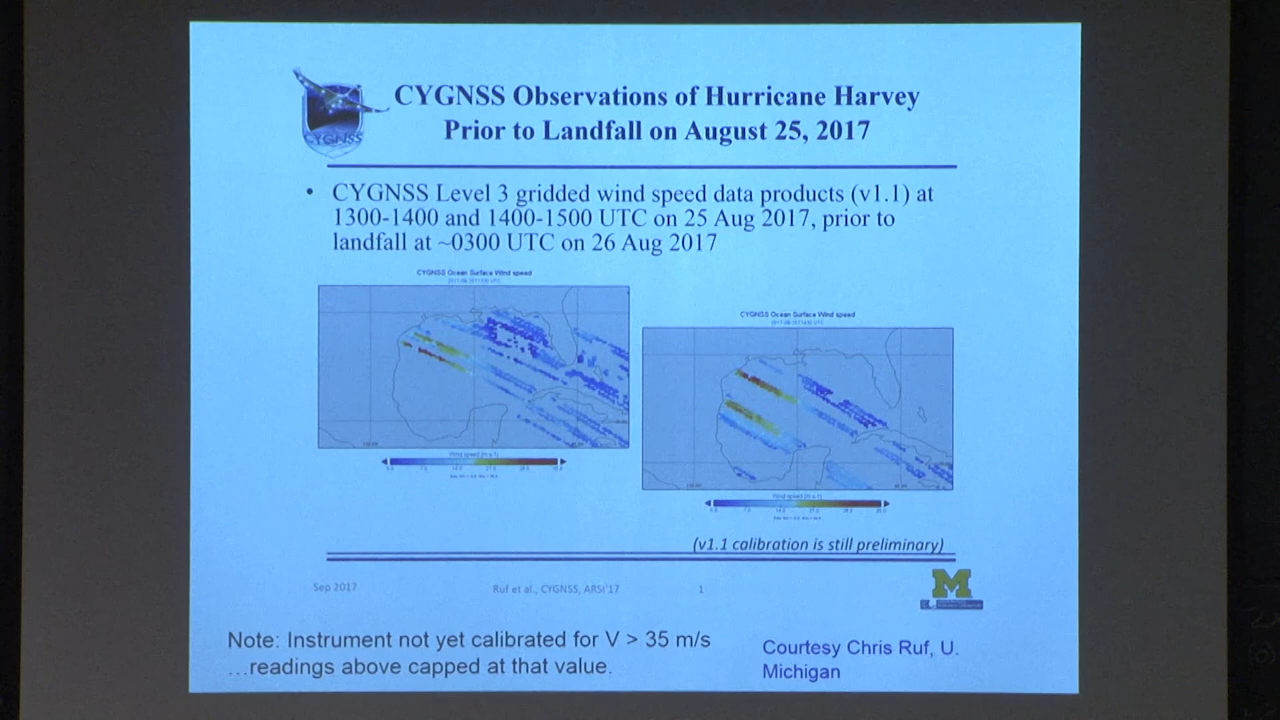 CYGNSS
CYGNSS Observations of Hurricane Harvey
Prior to Landfall on August 25, 2017
• CYGNSS Level 3 gridded wind speed data products (v1.1) at
1300-1400 and 1400-1500 UTC on 25 Aug 2017, prior to
landfall at ~0300 UTC on 26 Aug 2017
CYGNSS Ocean Surface Wind speed
Wind speed (m s-1)
CYGNSS Ocean Surface Wind speed
Wind speed (m s-1)
(v1.1 calibration is still preliminary)
Sep 2017
Ruf et al., CYGNSS, ARSI'17
1
M
Note: Instrument not yet calibrated for V > 35 m/s
…readings above capped at that value.
Courtesy Chris Ruf, U.
Michigan